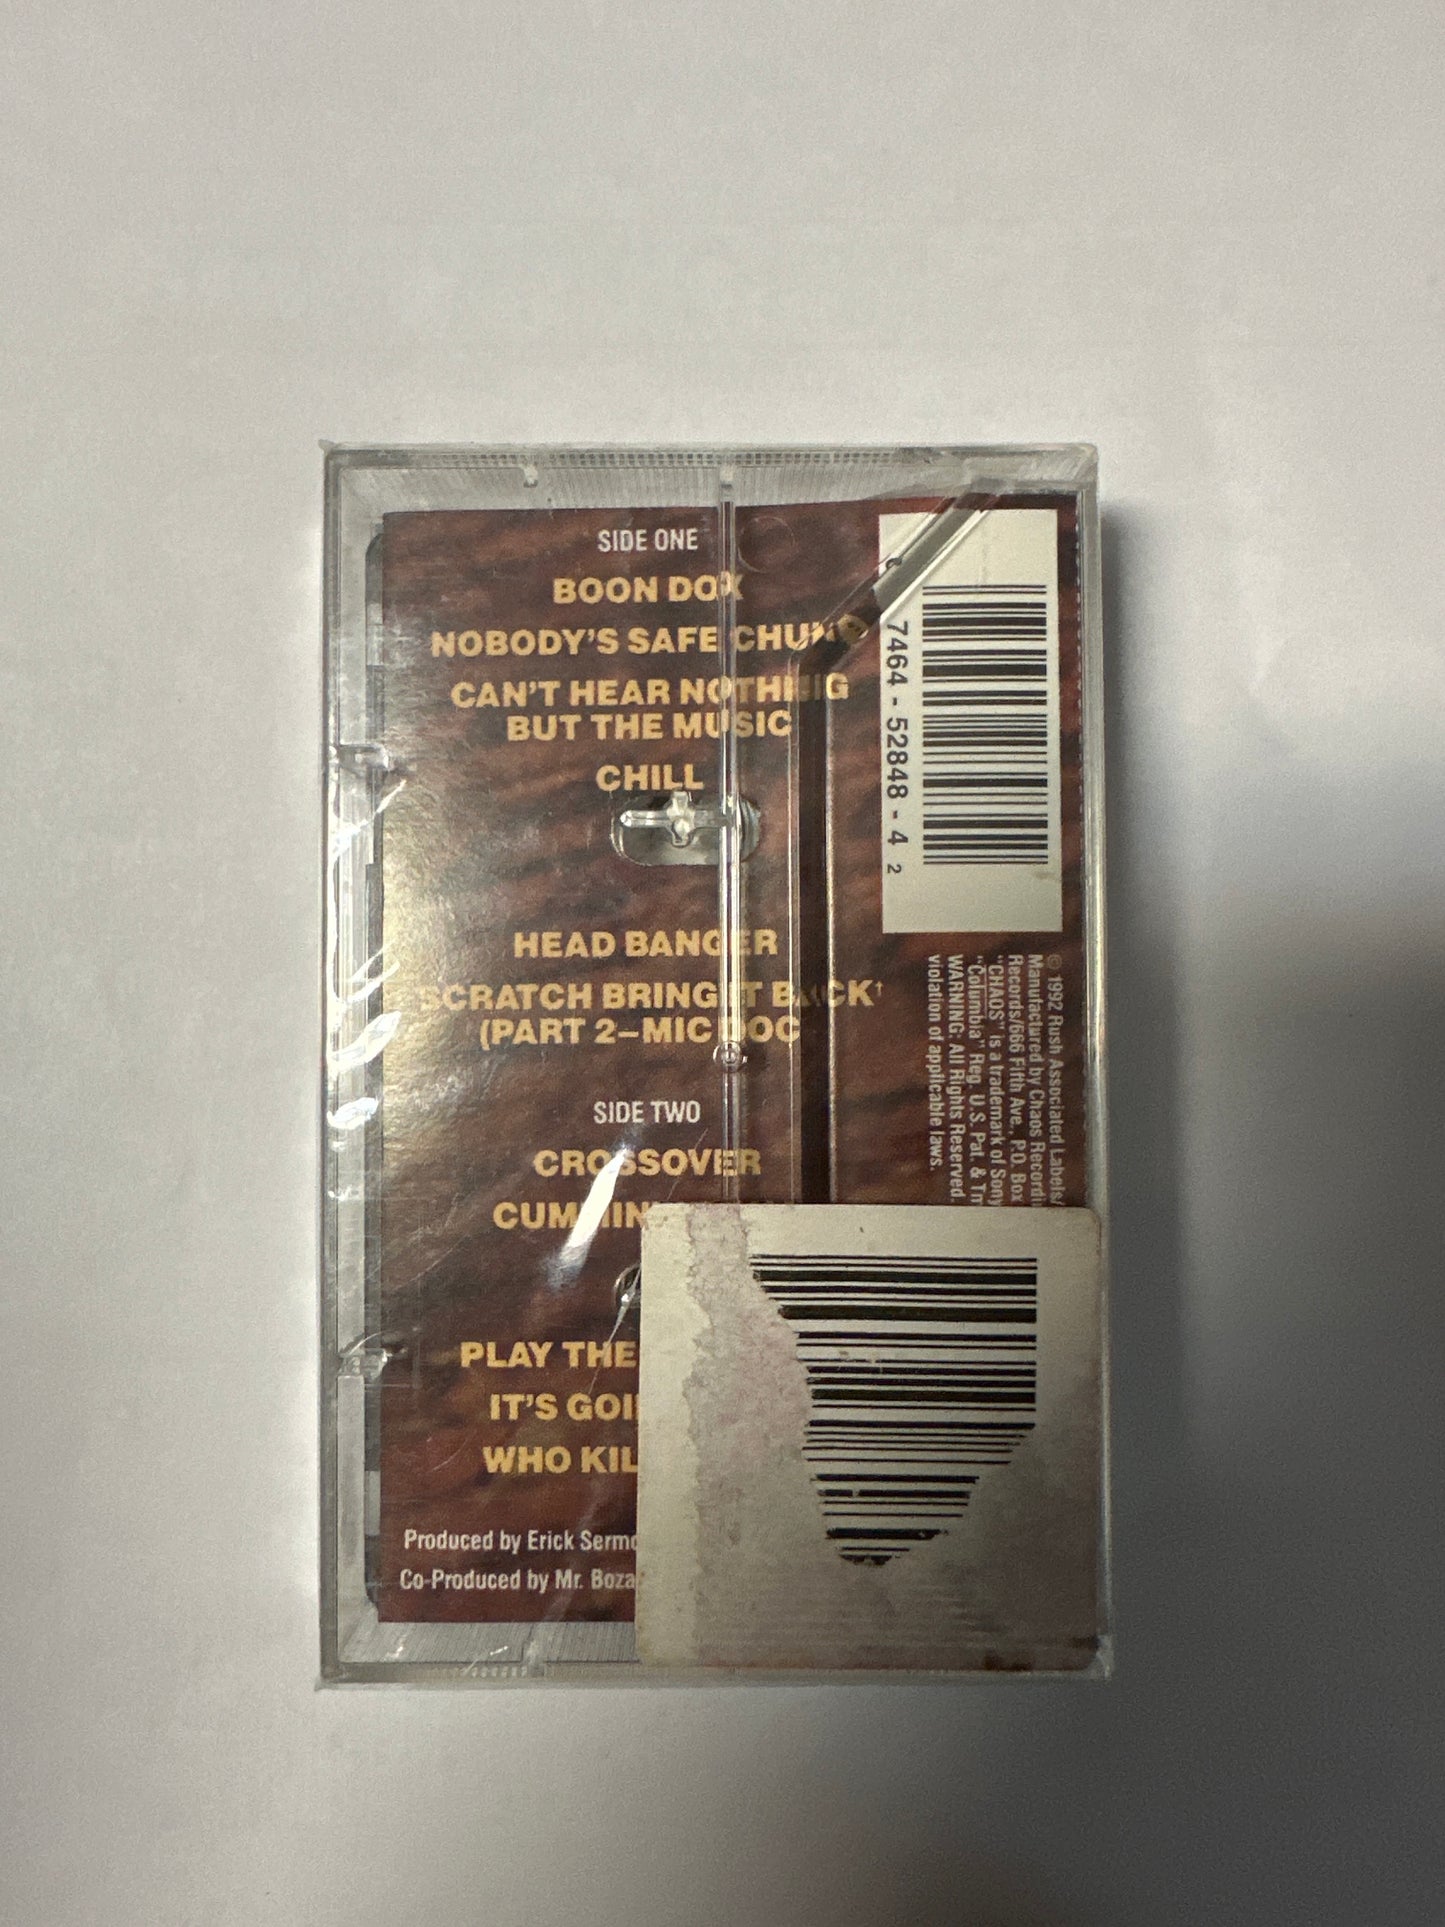 SIDE ONE
BOON DOX
NOBODY'S SAFE CHUMP
CAN'T HEAR NOTHING
BUT THE MUSIC
CHILL
HEAD BANGER
SCRATCH BRING IT BACK†
(PART 2–MIC DOC
SIDE TWO
CROSSOVER
CUMMIN'
PLAY THE
IT'S GOI
WHO KIL
Produced by Erick Sermo
Co-Produced by Mr. Boza
7464 - 52848 - 4 2
© 1992 Rush Associated Labels/
Manufactured by Chaos Recordi
Records/666 Fifth Ave., P.O. Box
"CHAOS" is a trademark of Sony
"Columbia" Reg. U.S. Pat. & Tm
WARNING: All Rights Reserved.
violation of applicable laws.